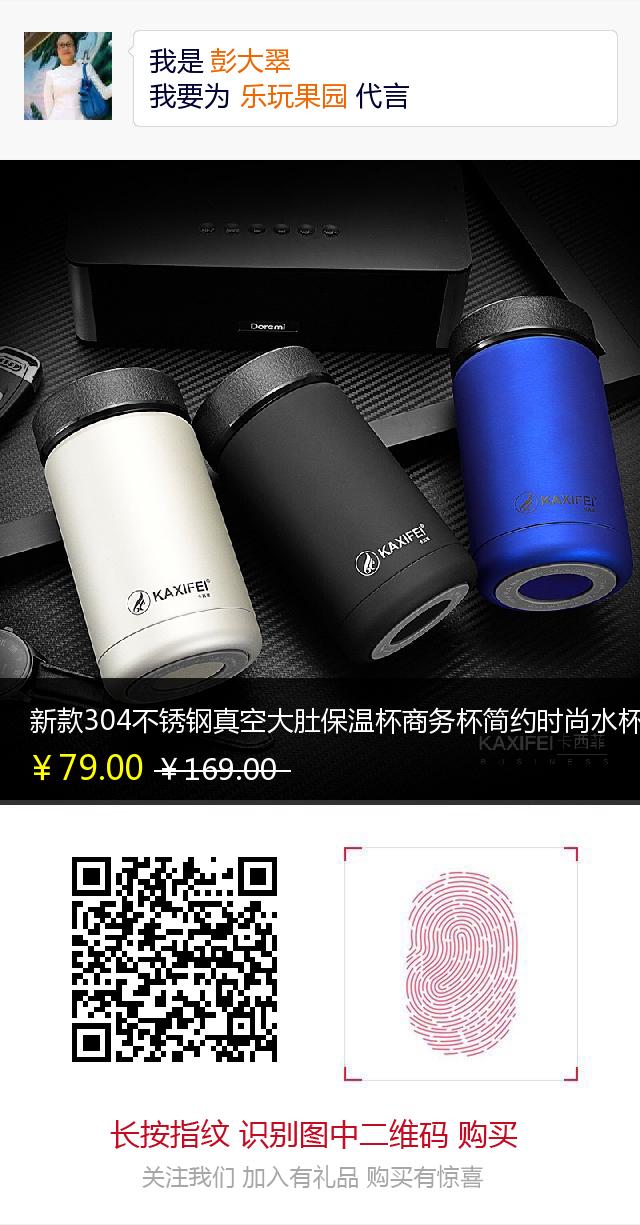 我是 彭大翠
我要为 乐玩果园 代言
Doremi
KAXIFEI®
KAXIFEI®
KAXIFEI®
新款304不锈钢真空大肚保温杯商务杯简约时尚水杯
KAXIFEI 卡西菲
BUSINESS
￥79.00 ￥169.00
长按指纹 识别图中二维码 购买
关注我们 加入有礼品 购买有惊喜